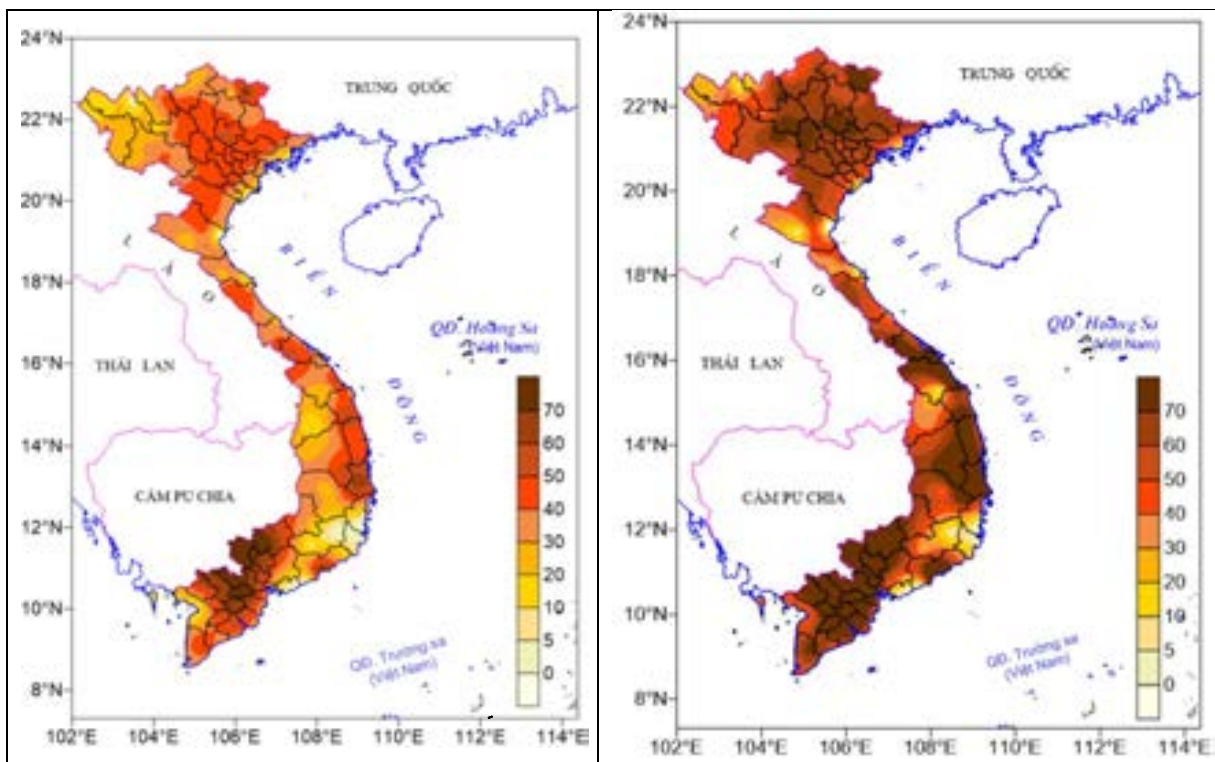 24°N
22°N
20°N
18°N
16°N
14°N
12°N
10°N
8°N
102°E 104°E 106°E 108°E 110°E 112°E 114°E
TRUNG QUỐC
LÀO
BIỂN
ĐÔNG
QĐ. Hoàng Sa
(Việt Nam)
THÁI LAN
CĂM PU CHIA
QĐ. Trường sa
(Việt Nam)
70
60
50
40
30
20
10
5
0
24°N
22°N
20°N
18°N
16°N
14°N
12°N
10°N
8°N
102°E 104°E 106°E 108°E 110°E 112°E 114°E
TRUNG QUỐC
LÀO
BIỂN
ĐÔNG
QĐ. Hoàng Sa
(Việt Nam)
THÁI LAN
CĂM PU CHIA
QĐ. Trường sa
(Việt Nam)
70
60
50
40
30
20
10
5
0